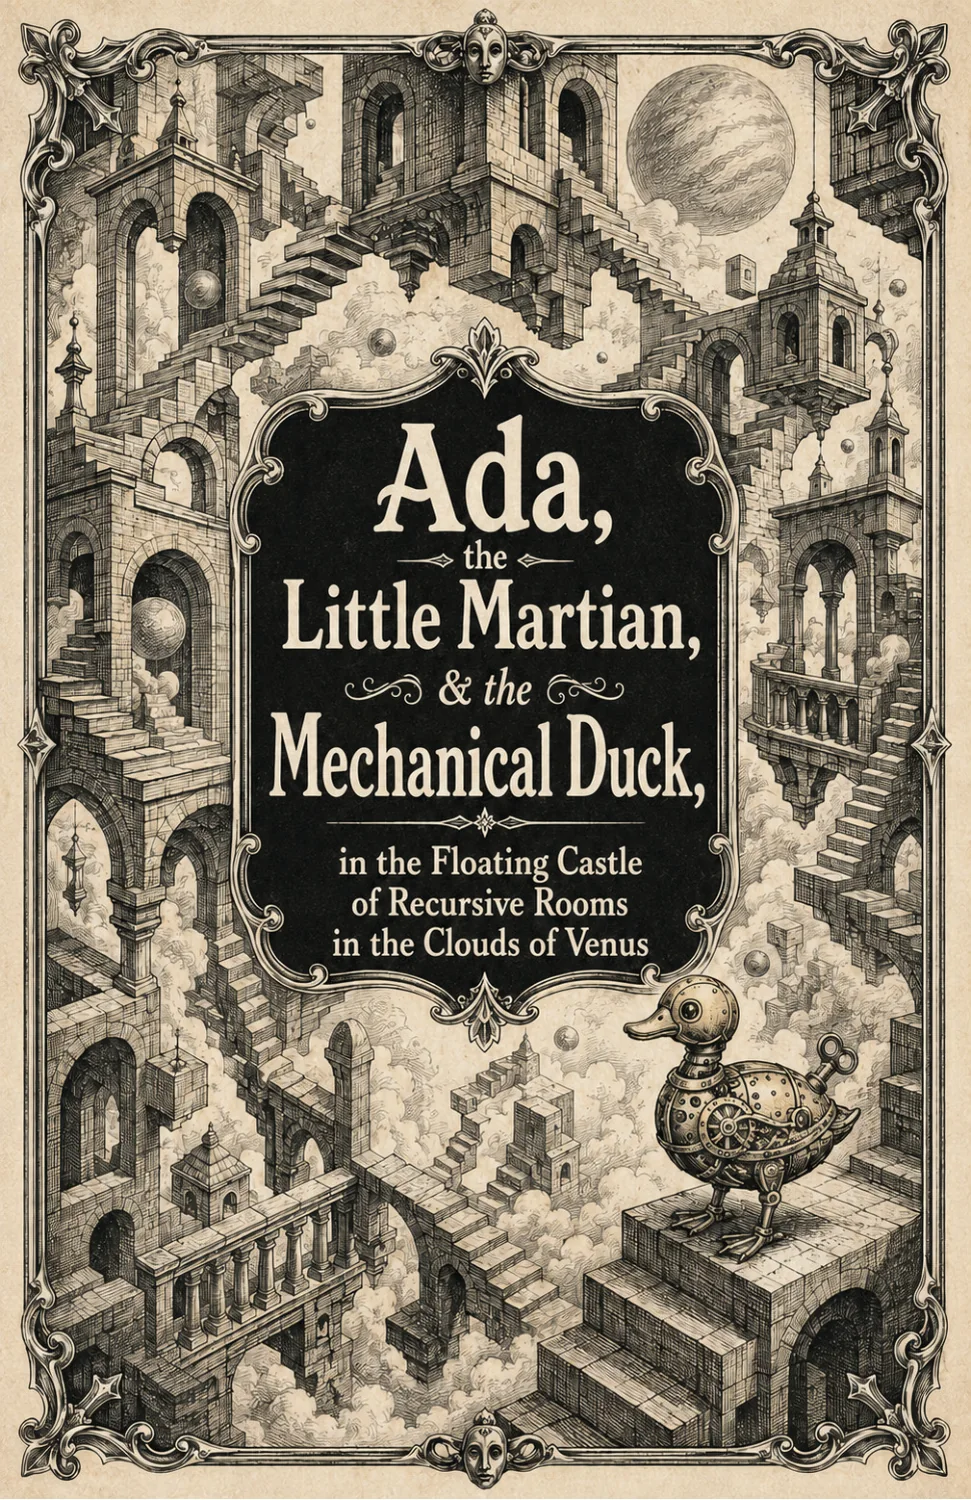 Ada,
the
Little Martian,
& the
Mechanical Duck,
in the Floating Castle
of Recursive Rooms
in the Clouds of Venus